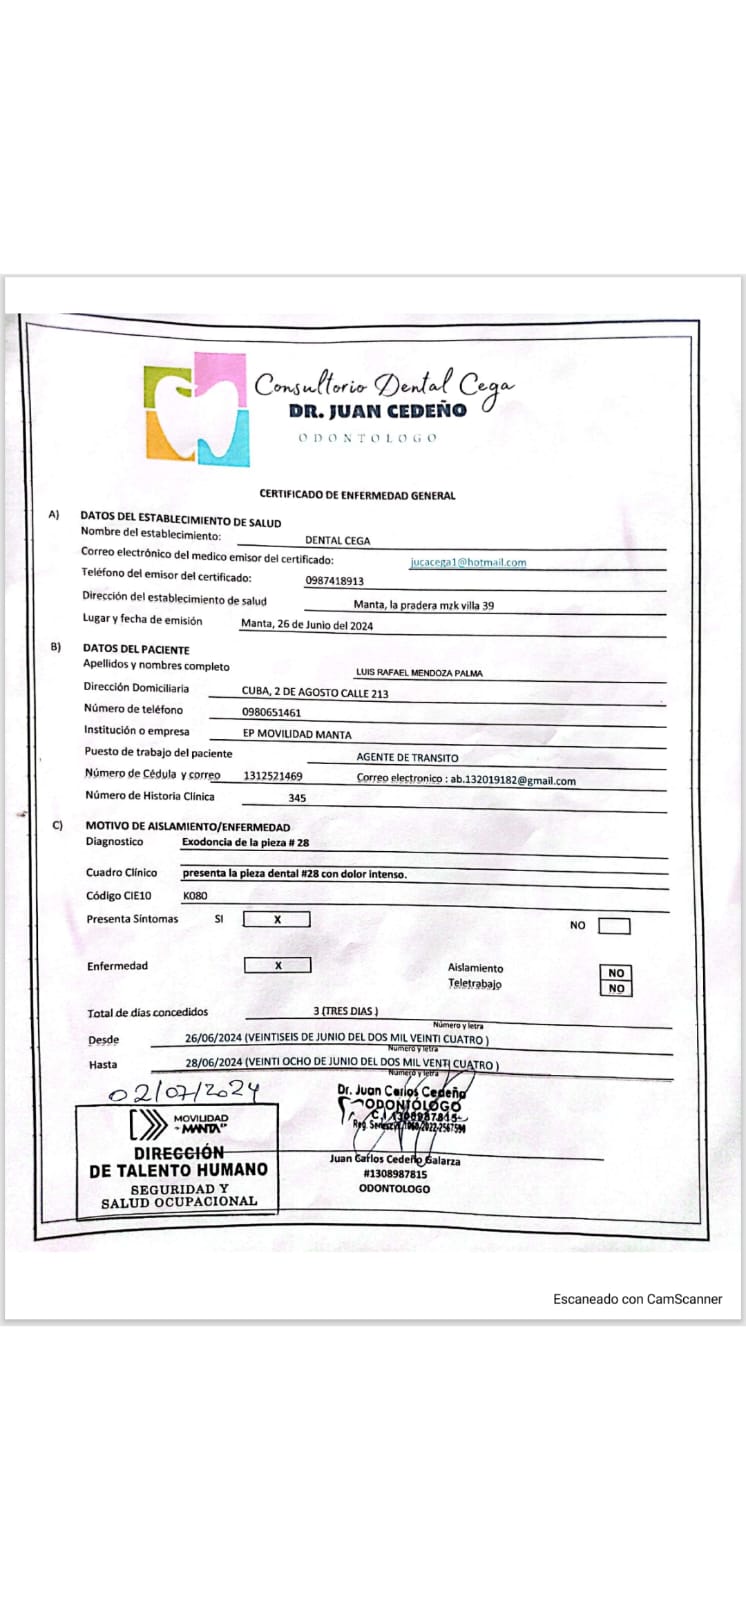 Consultorio Dental Cega
DR. JUAN CEDEÑO
ODONTOLOGO
CERTIFICADO DE ENFERMEDAD GENERAL
A) DATOS DEL ESTABLECIMIENTO DE SALUD
Nombre del establecimiento: DENTAL CEGA
Correo electrónico del medico emisor del certificado: jucacega1@hotmail.com
Teléfono del emisor del certificado: 0987418913
Dirección del establecimiento de salud Manta, la pradera mzk villa 39
Lugar y fecha de emisión Manta, 26 de Junio del 2024
B) DATOS DEL PACIENTE
Apellidos y nombres completo LUIS RAFAEL MENDOZA PALMA
Dirección Domiciliaria CUBA, 2 DE AGOSTO CALLE 213
Número de teléfono 0980651461
Institución o empresa EP MOVILIDAD MANTA
Puesto de trabajo del paciente AGENTE DE TRANSITO
Número de Cédula y correo 1312521469 Correo electronico : ab.132019182@gmail.com
Número de Historia Clínica 345
C) MOTIVO DE AISLAMIENTO/ENFERMEDAD
Diagnostico Exodoncia de la pieza # 28
Cuadro Clínico presenta la pieza dental #28 con dolor intenso.
Código CIE10 K080
Presenta Síntomas SI X NO
Enfermedad X Aislamiento NO
Teletrabajo NO
Total de días concedidos 3 (TRES DIAS )
Número y letra
Desde 26/06/2024 (VEINTISEIS DE JUNIO DEL DOS MIL VEINTI CUATRO )
Numero y letra
Hasta 28/06/2024 (VEINTI OCHO DE JUNIO DEL DOS MIL VENTI CUATRO )
Numero y letra
02/07/2024
MOVILIDAD
MANTA
DIRECCIÓN
DE TALENTO HUMANO
SEGURIDAD Y
SALUD OCUPACIONAL
Dr. Juan Carlos Cedeño
ODONTÓLOGO
C.I 1308987815
Reg. Senescyt
Juan Carlos Cedeño Galarza
#1308987815
ODONTOLOGO
Escaneado con CamScanner